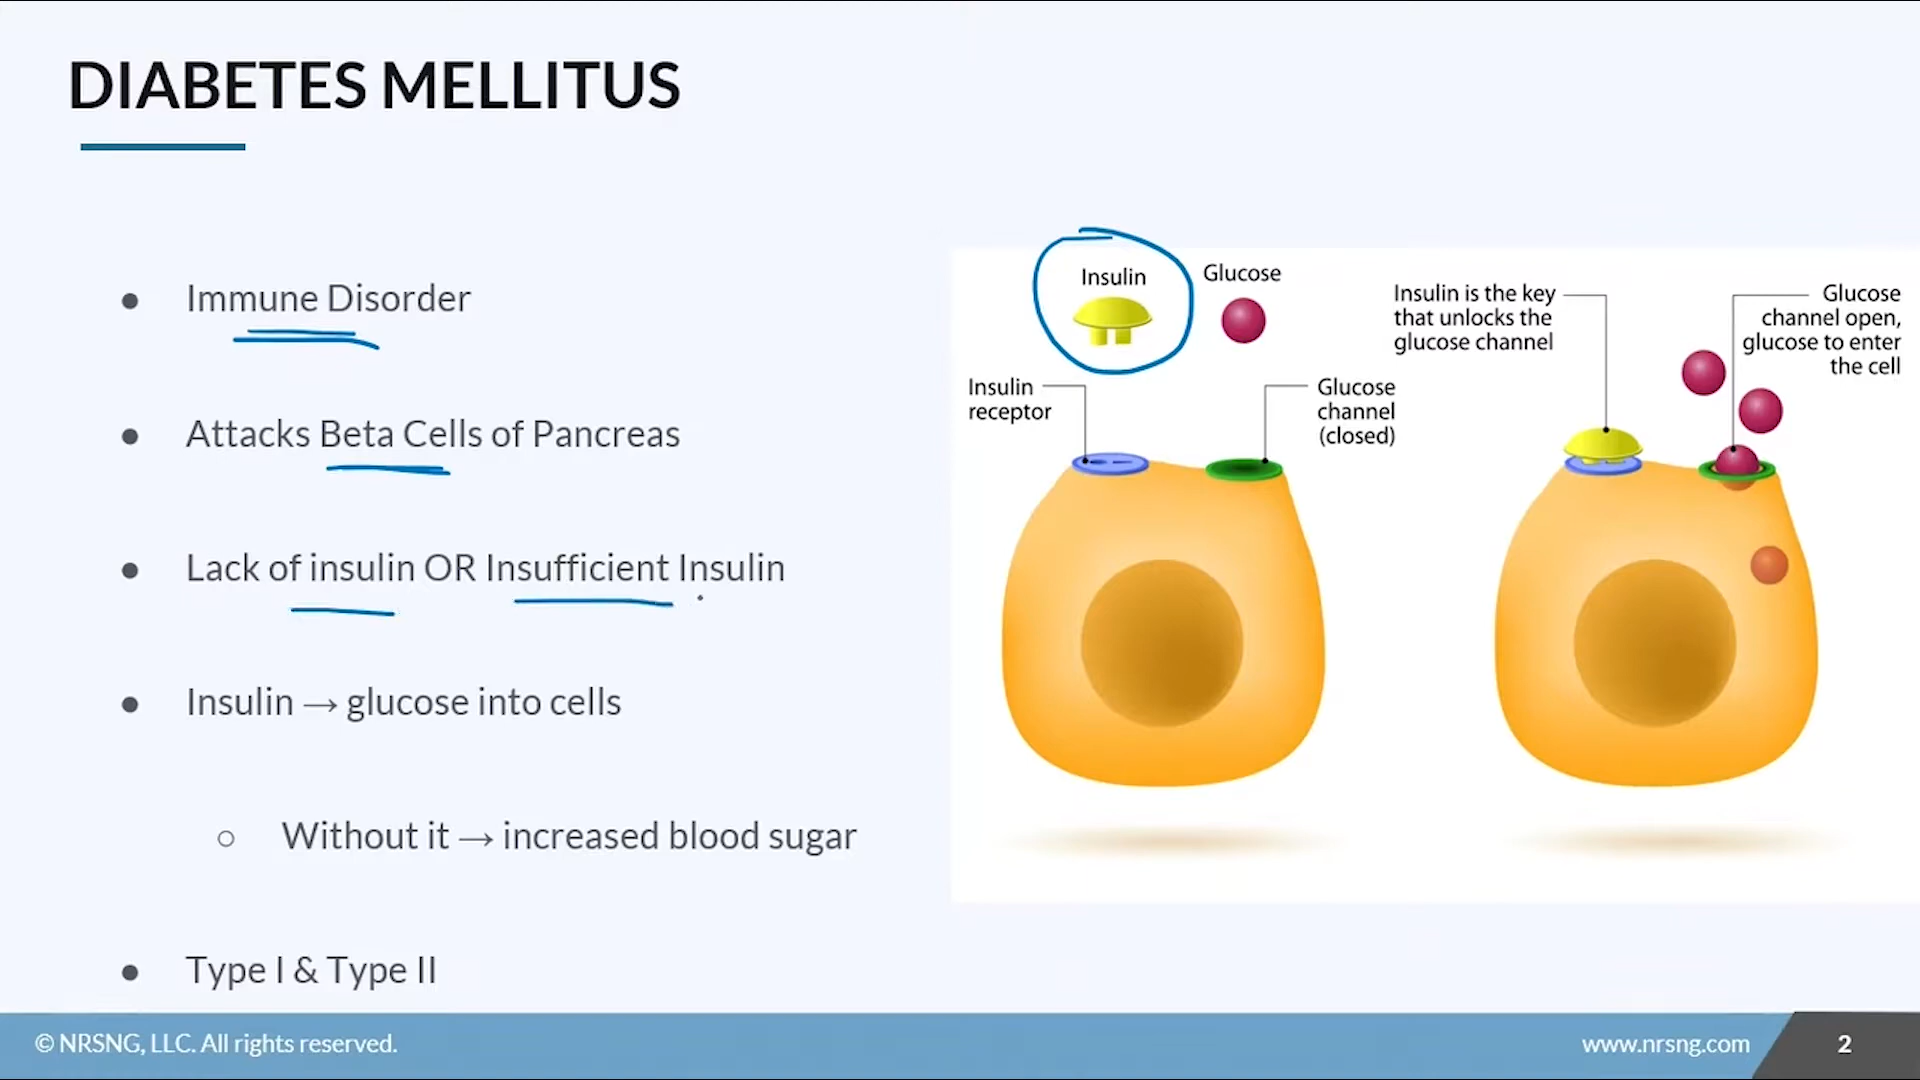 DIABETES MELLITUS
● Immune Disorder
● Attacks Beta Cells of Pancreas
● Lack of insulin OR Insufficient Insulin
● Insulin → glucose into cells
○ Without it → increased blood sugar
● Type I & Type II
Insulin
Glucose
Insulin
receptor
Glucose
channel
(closed)
Insulin is the key
that unlocks the
glucose channel
Glucose
channel open,
glucose to enter
the cell
© NRSNG, LLC. All rights reserved.
www.nrsng.com
2